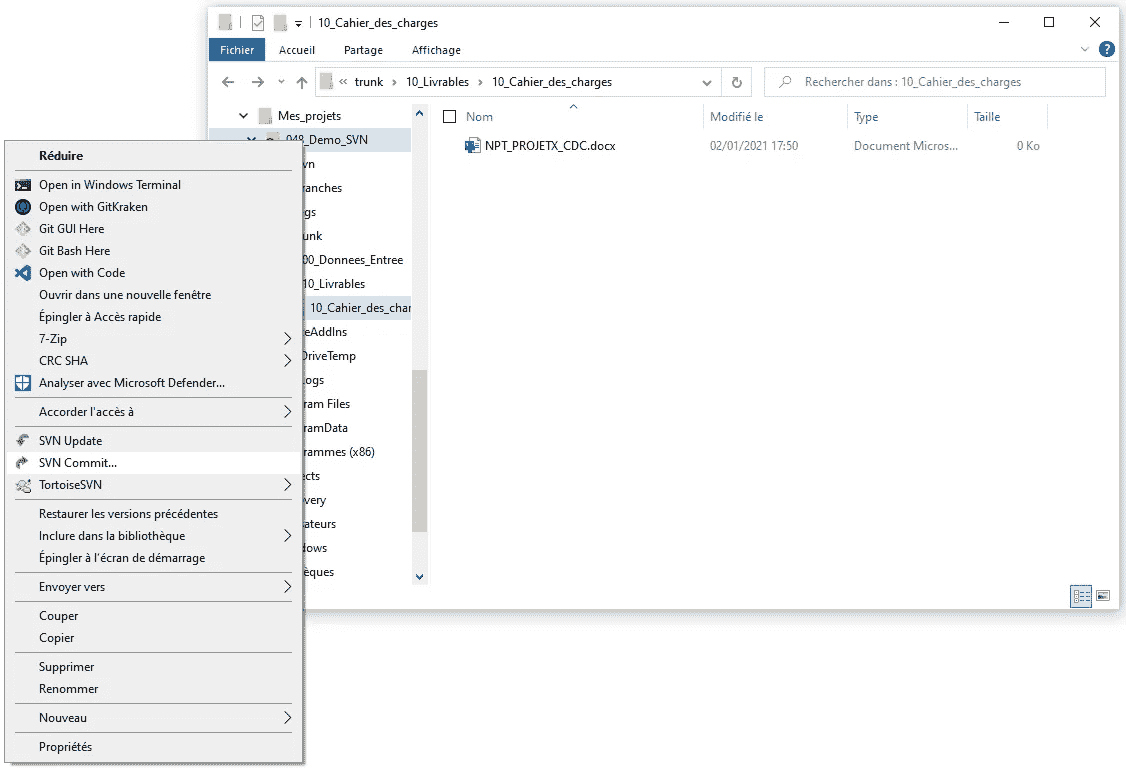 10_Cahier_des_charges
Fichier Accueil Partage Affichage
« trunk › 10_Livrables › 10_Cahier_des_charges
Rechercher dans : 10_Cahier_des_charges
Mes_projets
048_Demo_SVN
vn
ranches
gs
unk
00_Donnees_Entree
10_Livrables
10_Cahier_des_char
eAddIns
DriveTemp
ogs
ram Files
ramData
rammes (x86)
ects
very
ateurs
dows
èques
Nom Modifié le Type Taille
NPT_PROJETX_CDC.docx 02/01/2021 17:50 Document Micros... 0 Ko
Réduire
Open in Windows Terminal
Open with GitKraken
Git GUI Here
Git Bash Here
Open with Code
Ouvrir dans une nouvelle fenêtre
Épingler à Accès rapide
7-Zip
CRC SHA
Analyser avec Microsoft Defender...
Accorder l'accès à
SVN Update
SVN Commit...
TortoiseSVN
Restaurer les versions précédentes
Inclure dans la bibliothèque
Épingler à l'écran de démarrage
Envoyer vers
Couper
Copier
Supprimer
Renommer
Nouveau
Propriétés